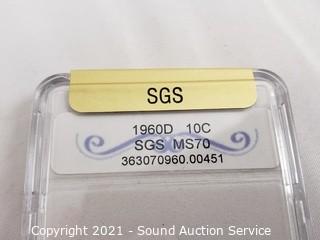 SGS
1960D 10C
SGS MS70
363070960.00451
Copyright 2021 - Sound Auction Service